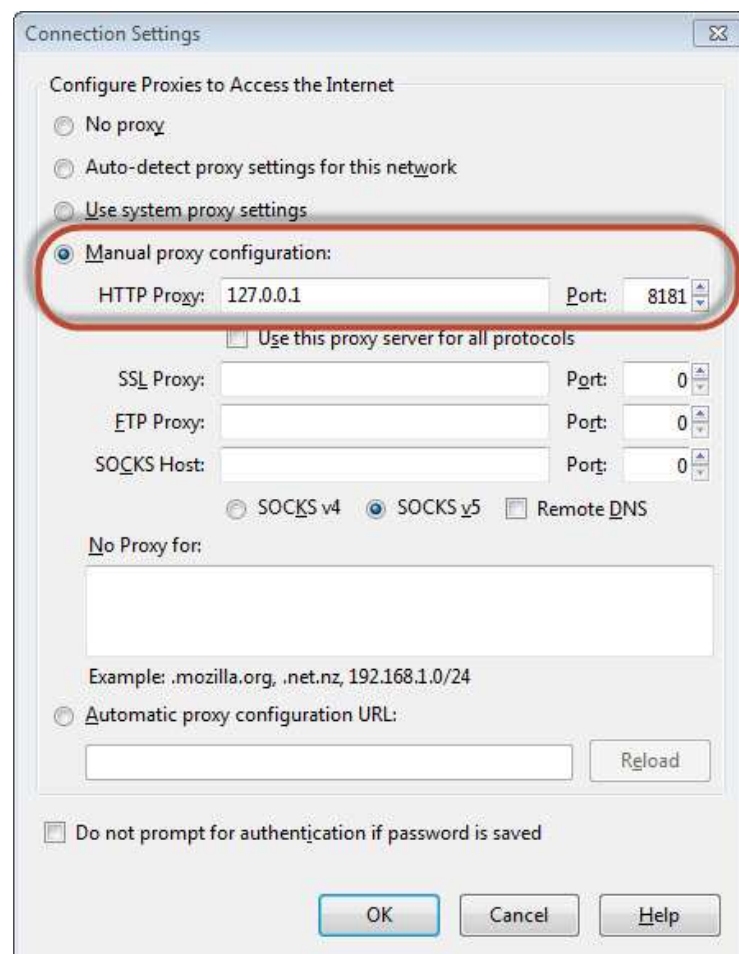 Connection Settings
Configure Proxies to Access the Internet
No proxy
Auto-detect proxy settings for this network
Use system proxy settings
Manual proxy configuration:
HTTP Proxy: 127.0.0.1 Port: 8181
Use this proxy server for all protocols
SSL Proxy: Port: 0
FTP Proxy: Port: 0
SOCKS Host: Port: 0
SOCKS v4 SOCKS v5 Remote DNS
No Proxy for:
Example: .mozilla.org, .net.nz, 192.168.1.0/24
Automatic proxy configuration URL:
Reload
Do not prompt for authentication if password is saved
OK Cancel Help